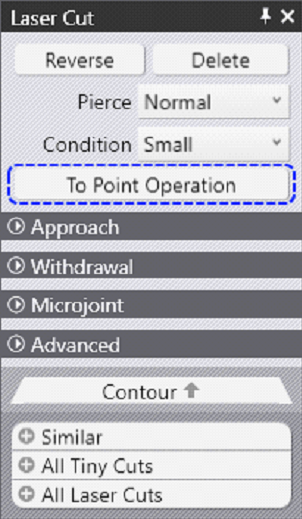 Laser Cut
Reverse Delete
Pierce Normal
Condition Small
To Point Operation
Approach
Withdrawal
Microjoint
Advanced
Contour
Similar
All Tiny Cuts
All Laser Cuts